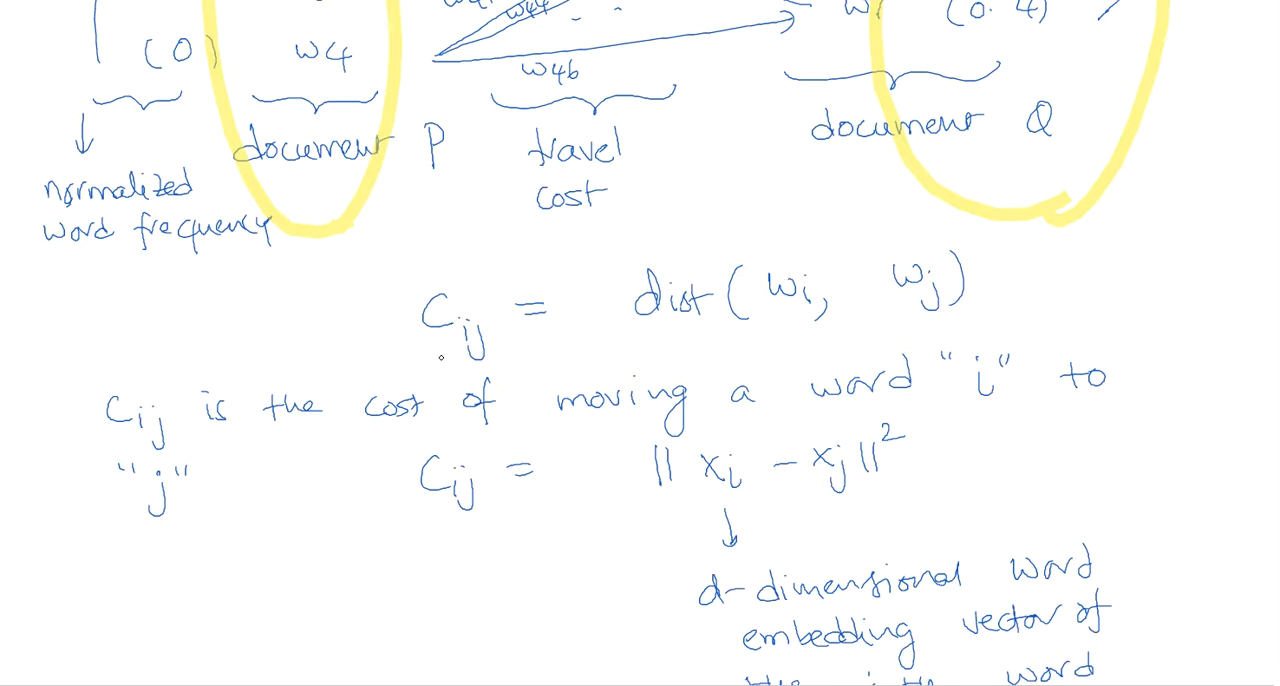 w44
(0) w4 w46 (0.4)
document P travel cost document Q
normalized
word frequency
Cij = dist(wi, wj)
Cij is the cost of moving a word "i" to
"j" Cij = ||xi - xj||²
d-dimensional word
embedding vector of
word